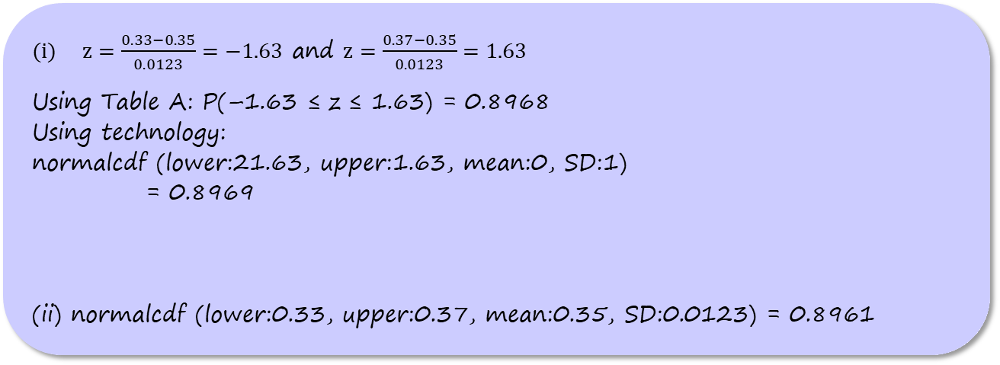 (i) z = \frac{0.33−0.35}{0.0123} = −1.63 and z = \frac{0.37−0.35}{0.0123} = 1.63
Using Table A: P(−1.63 ≤ z ≤ 1.63) = 0.8968
Using technology:
normalcdf (lower:21.63, upper:1.63, mean:0, SD:1)
= 0.8969
(ii) normalcdf (lower:0.33, upper:0.37, mean:0.35, SD:0.0123) = 0.8961